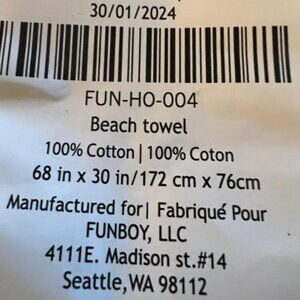 30/01/2024
FUN-HO-004
Beach towel
100% Cotton | 100% Coton
68 in x 30 in/172 cm x 76cm
Manufactured for| Fabriqué Pour
FUNBOY, LLC
4111E. Madison st.#14
Seattle,WA 98112